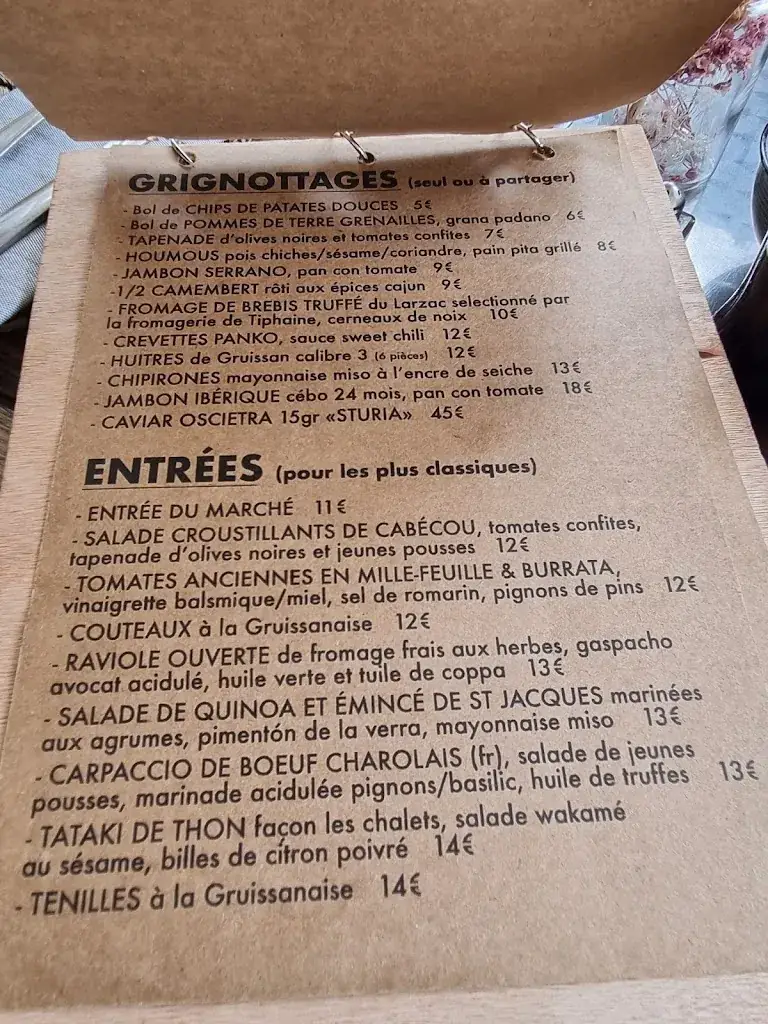 GRIGNOTTAGES (seul ou à partager)
- Bol de CHIPS DE PATATES DOUCES 5€
- Bol de POMMES DE TERRE GRENAILLES, grana padano 6€
- TAPENADE d'olives noires et tomates confites 7€
- HOUMOUS pois chiches/sésame/coriandre, pain pita grillé 8€
- JAMBON SERRANO, pan con tomate 9€
- 1/2 CAMEMBERT rôti aux épices cajun 9€
- FROMAGE DE BREBIS TRUFFÉ du Larzac sélectionné par
la fromagerie de Tiphaine, cerneaux de noix 10€
- CREVETTES PANKO, sauce sweet chili 12€
- HUITRES de Gruissan calibre 3 (6 pièces) 12€
- CHIPIRONES mayonnaise miso à l'encre de seiche 13€
- JAMBON IBÉRIQUE cébo 24 mois, pan con tomate 18€
- CAVIAR OSCIETRA 15gr «STURIA» 45€
ENTRÉES (pour les plus classiques)
- ENTRÉE DU MARCHÉ 11€
- SALADE CROUSTILLANTS DE CABÉCOU, tomates confites,
tapenade d'olives noires et jeunes pousses 12€
- TOMATES ANCIENNES EN MILLE-FEUILLE & BURRATA,
vinaigrette balsmique/miel, sel de romarin, pignons de pins 12€
- COUTEAUX à la Gruissanaise 12€
- RAVIOLE OUVERTE de fromage frais aux herbes, gaspacho
avocat acidulé, huile verte et tuile de coppa 13€
- SALADE DE QUINOA ET ÉMINCÉ DE ST JACQUES marinées
aux agrumes, pimentón de la verra, mayonnaise miso 13€
- CARPACCIO DE BOEUF CHAROLAIS (fr), salade de jeunes
pousses, marinade acidulée pignons/basilic, huile de truffes 13€
- TATAKI DE THON façon les chalets, salade wakamé
au sésame, billes de citron poivré 14€
- TENILLES à la Gruissanaise 14€